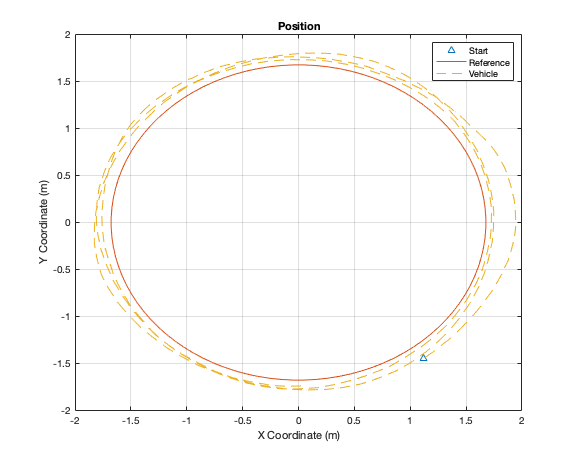 Position
Start
Reference
Vehicle
2
1.5
1
0.5
0
-0.5
-1
-1.5
-2
Y Coordinate (m)
-2 -1.5 -1 -0.5 0 0.5 1 1.5 2
X Coordinate (m)